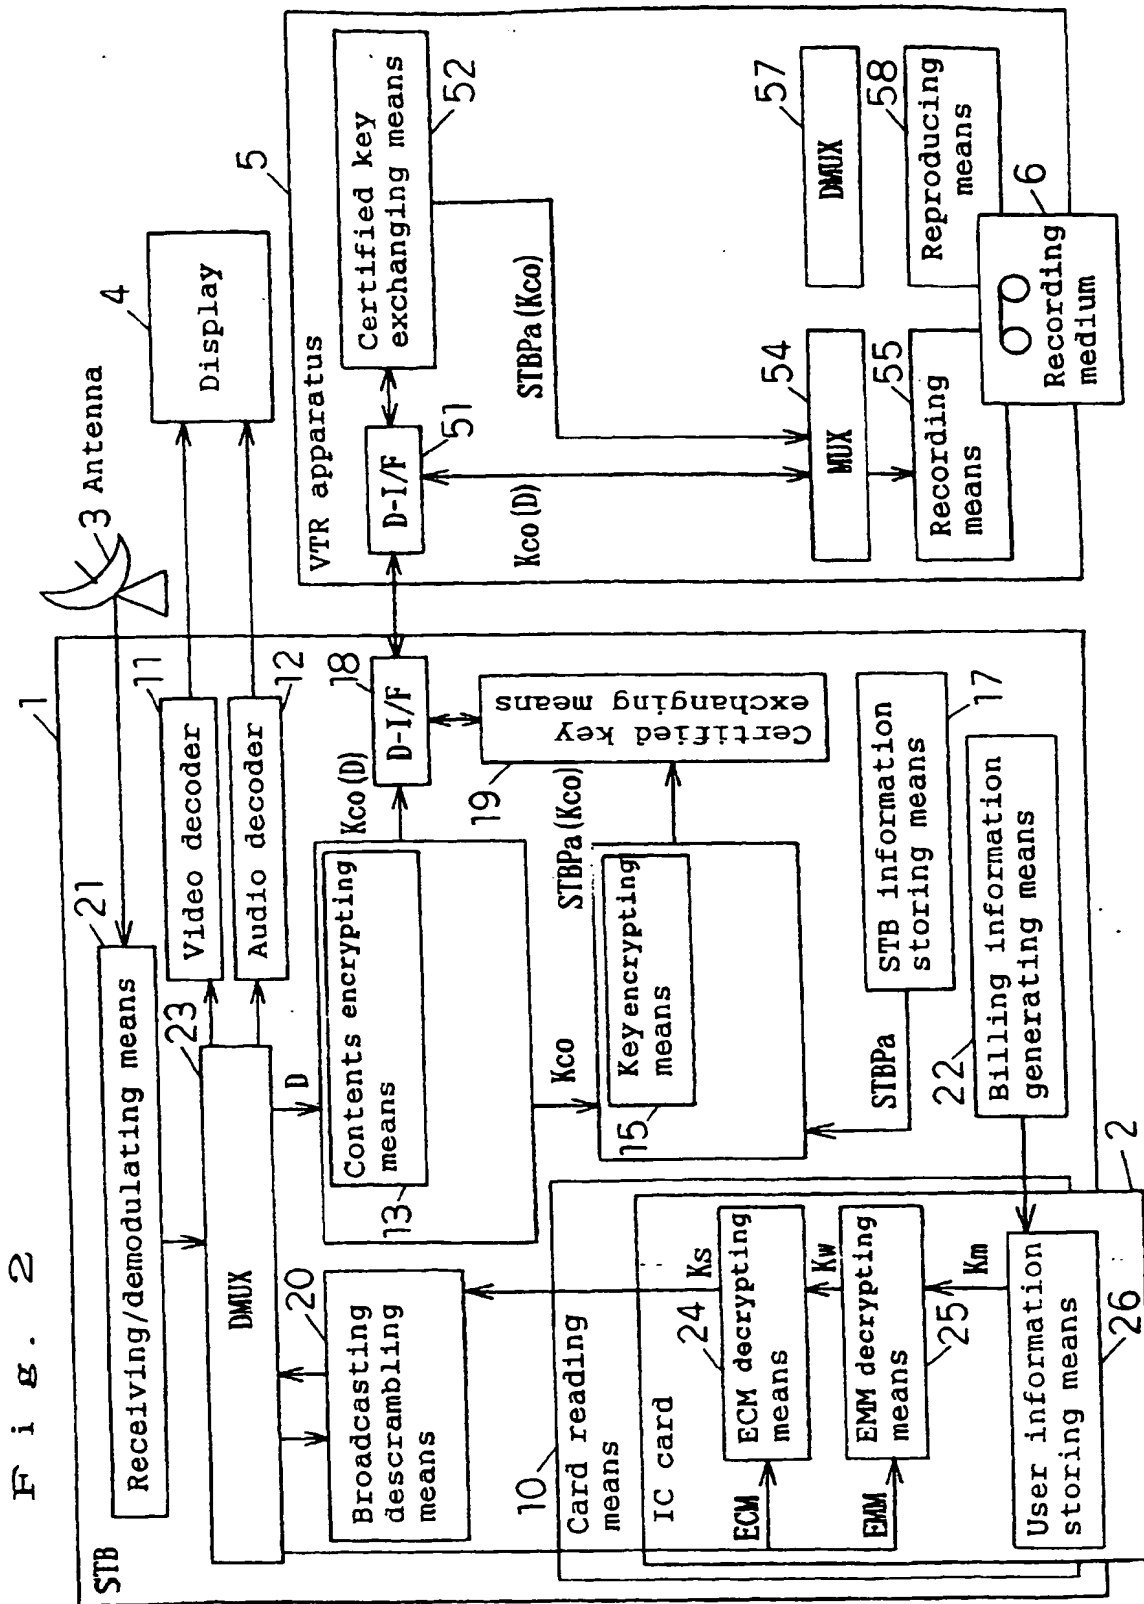 Fig. 2
STB
1
Receiving/demodulating means
21
3 Antenna
4
Display
Video decoder
11
Audio decoder
12
23
DMUX
D
Broadcasting
descrambling
means
20
Contents encrypting
means
13
Kco(D)
D-I/F
18
Certified key
exchanging means
19
Kco
STBPa(Kco)
Key encrypting
means
15
STBPa
STB information
storing means
17
Billing information
generating means
22
10
Card reading
means
IC card
2
Ks
ECM decrypting
means
24
ECM
Kw
EMM decrypting
means
25
EMM
Km
User information
storing means
26
5
VTR apparatus
D-I/F
51
Certified key
exchanging means
52
STBPa(Kco)
Kco(D)
MUX
54
Recording
means
55
DMUX
57
Reproducing
means
58
Recording
medium
6